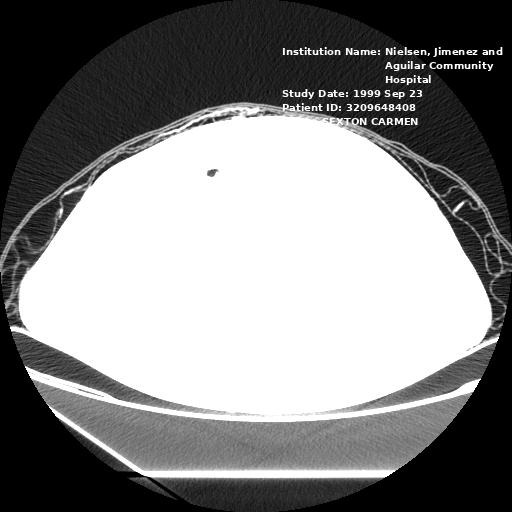 Institution Name: Nielsen, Jimenez and
Aguilar Community
Hospital
Study Date: 1999 Sep 23
Patient ID: 3209648408
SEXTON CARMEN